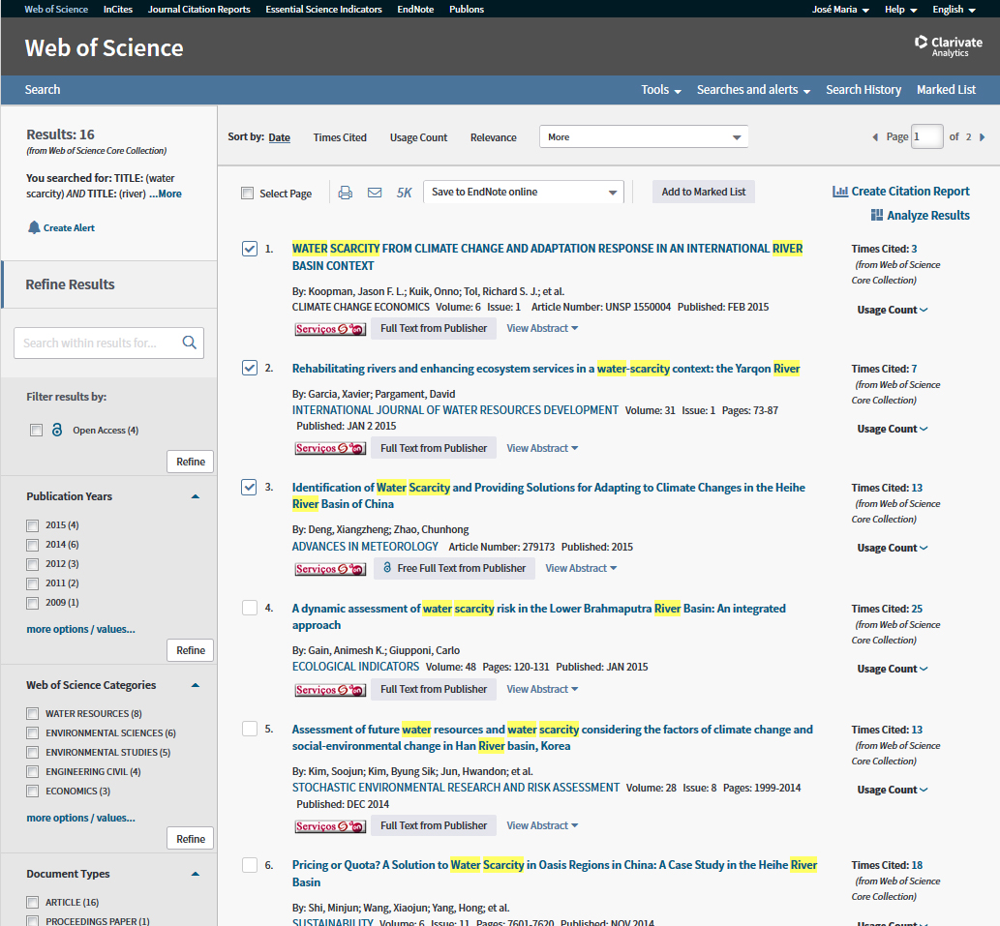 Web of Science InCites Journal Citation Reports Essential Science Indicators EndNote Publons José Maria Help English
Web of Science
Clarivate
Analytics
Search Tools Searches and alerts Search History Marked List
Results: 16
(from Web of Science Core Collection)
You searched for: TITLE: (water
scarcity) AND TITLE: (river) ...More
Create Alert
Refine Results
Search within results for...
Filter results by:
Open Access (4)
Refine
Publication Years
2015 (4)
2014 (6)
2012 (3)
2011 (2)
2009 (1)
more options / values...
Refine
Web of Science Categories
WATER RESOURCES (8)
ENVIRONMENTAL SCIENCES (6)
ENVIRONMENTAL STUDIES (5)
ENGINEERING CIVIL (4)
ECONOMICS (3)
more options / values...
Refine
Document Types
ARTICLE (16)
PROCEEDINGS PAPER (1)
Sort by: Date Times Cited Usage Count Relevance More Page 1 of 2
Select Page 5K Save to EndNote online Add to Marked List
Create Citation Report
Analyze Results
1. WATER SCARCITY FROM CLIMATE CHANGE AND ADAPTATION RESPONSE IN AN INTERNATIONAL RIVER
BASIN CONTEXT
By: Koopman, Jason F. L.; Kuik, Onno; Tol, Richard S. J.; et al.
CLIMATE CHANGE ECONOMICS Volume: 6 Issue: 1 Article Number: UNSP 1550004 Published: FEB 2015
Serviços Full Text from Publisher View Abstract
Times Cited: 3
(from Web of Science
Core Collection)
Usage Count
2. Rehabilitating rivers and enhancing ecosystem services in a water-scarcity context: the Yarqon River
By: Garcia, Xavier; Pargament, David
INTERNATIONAL JOURNAL OF WATER RESOURCES DEVELOPMENT Volume: 31 Issue: 1 Pages: 73-87
Published: JAN 2 2015
Serviços Full Text from Publisher View Abstract
Times Cited: 7
(from Web of Science
Core Collection)
Usage Count
3. Identification of Water Scarcity and Providing Solutions for Adapting to Climate Changes in the Heihe
River Basin of China
By: Deng, Xiangzheng; Zhao, Chunhong
ADVANCES IN METEOROLOGY Article Number: 279173 Published: 2015
Serviços Free Full Text from Publisher View Abstract
Times Cited: 13
(from Web of Science
Core Collection)
Usage Count
4. A dynamic assessment of water scarcity risk in the Lower Brahmaputra River Basin: An integrated
approach
By: Gain, Animesh K.; Giupponi, Carlo
ECOLOGICAL INDICATORS Volume: 48 Pages: 120-131 Published: JAN 2015
Serviços Full Text from Publisher View Abstract
Times Cited: 25
(from Web of Science
Core Collection)
Usage Count
5. Assessment of future water resources and water scarcity considering the factors of climate change and
social-environmental change in Han River basin, Korea
By: Kim, Soojun; Kim, Byung Sik; Jun, Hwandon; et al.
STOCHASTIC ENVIRONMENTAL RESEARCH AND RISK ASSESSMENT Volume: 28 Issue: 8 Pages: 1999-2014
Published: DEC 2014
Serviços Full Text from Publisher View Abstract
Times Cited: 13
(from Web of Science
Core Collection)
Usage Count
6. Pricing or Quota? A Solution to Water Scarcity in Oasis Regions in China: A Case Study in the Heihe River
Basin
By: Shi, Minjun; Wang, Xiaojun; Yang, Hong; et al.
SUSTAINABILITY Volume: 6 Issue: 11 Pages: 7601-7620 Published: NOV 2014
Times Cited: 18
(from Web of Science
Core Collection)
Usage Count